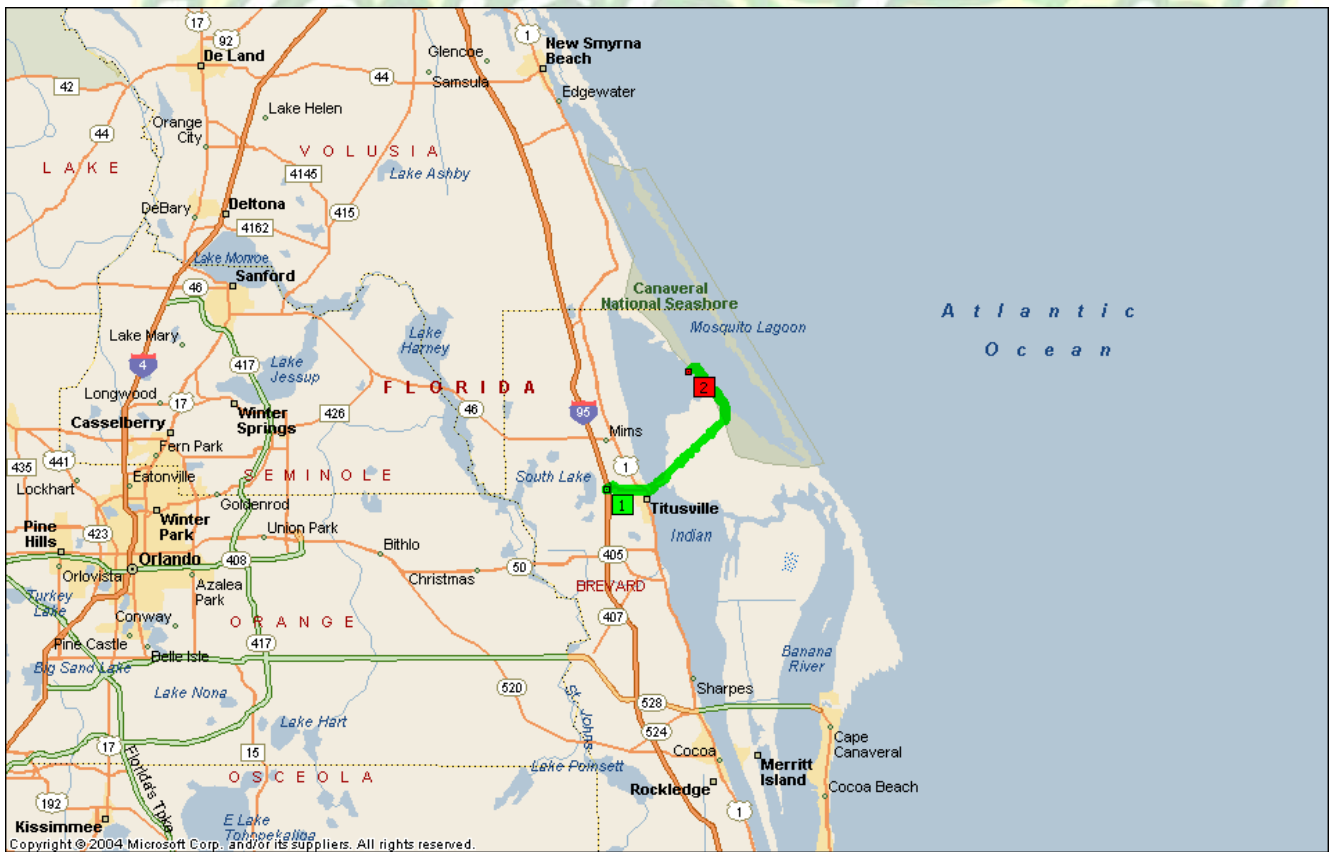 17
1
New Smyrna
Beach
92
De Land
Glencoe
44
Samsula
42
Edgewater
Lake Helen
Orange
City
44
V O L U S I A
L A K E
4145
Lake Ashby
DeBary
Deltona
415
4162
Lake Monroe
Sanford
46
Canaveral
National Seashore
A t l a n t i c
O c e a n
Mosquito Lagoon
Lake Mary
Lake
Harney
4
417
Lake
Jessup
F L O R I D A
2
Longwood
17
Winter
Springs
426
46
95
Casselberry
Mims
Fern Park
441
435
1
Lockhart
Eatonville
S E M I N O L E
South Lake
Goldenrod
1
Titusville
Winter
Park
Union Park
Indian
Pine
Hills
423
Bithlo
Orlando
408
405
Orlovista
Azalea
Park
Christmas
50
BREVARD
Turkey
Lake
Conway
407
O R A N G E
Pine Castle
417
Belle Isle
Banana
River
Big Sand Lake
Lake Nona
520
St. Johns
Sharpes
528
Lake Hart
524
17
15
Cocoa
Cape
Canaveral
Florida's Tpke
Lake Poinsett
Merritt
Island
O S C E O L A
Rockledge
Cocoa Beach
192
1
Kissimmee
E Lake
Tohopekaliga
Copyright © 2004 Microsoft Corp. and/or its suppliers. All rights reserved.